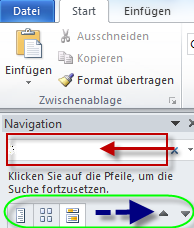 Datei Start Einfügen
Ausschneiden
Kopieren
Einfügen
Format übertragen
Zwischenablage
Navigation
Klicken Sie auf die Pfeile, um die
Suche fortzusetzen.